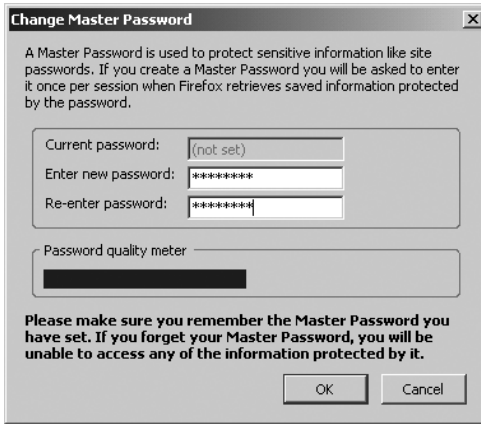 Change Master Password
A Master Password is used to protect sensitive information like site
passwords. If you create a Master Password you will be asked to enter
it once per session when Firefox retrieves saved information protected
by the password.
Current password: (not set)
Enter new password: ********
Re-enter password: ********
Password quality meter
Please make sure you remember the Master Password you
have set. If you forget your Master Password, you will be
unable to access any of the information protected by it.
OK Cancel